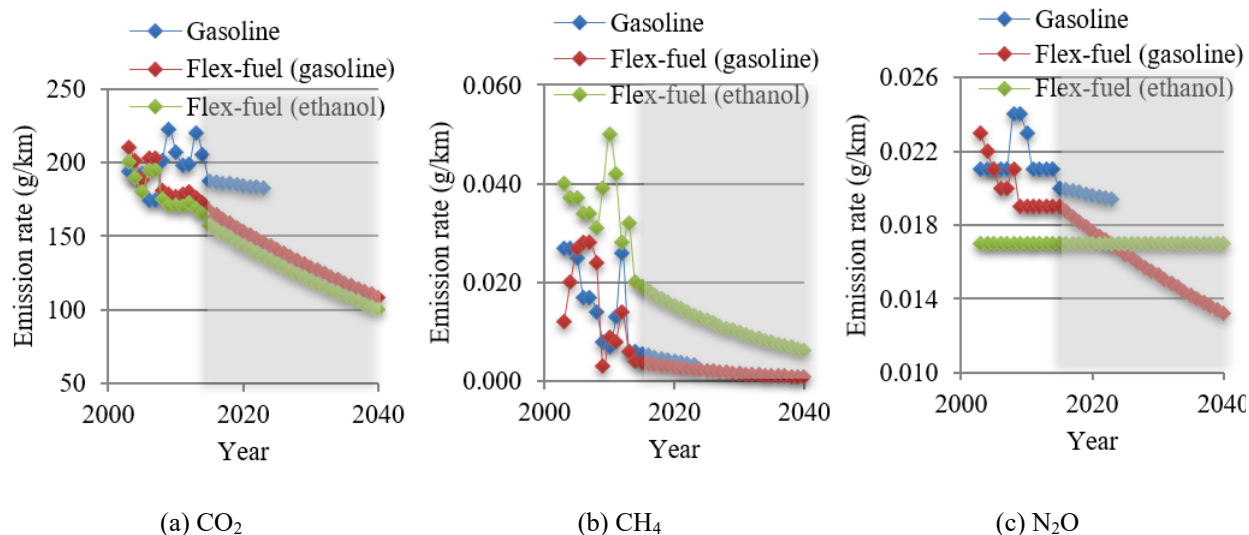 Gasoline
Flex-fuel (gasoline)
Flex-fuel (ethanol)
Emission rate (g/km)
250
200
150
100
50
2000
2020
2040
Year
(a) CO₂
Gasoline
Flex-fuel (gasoline)
Flex-fuel (ethanol)
Emission rate (g/km)
0.060
0.040
0.020
0.000
2000
2020
2040
Year
(b) CH₄
Gasoline
Flex-fuel (gasoline)
Flex-fuel (ethanol)
Emission rate (g/km)
0.026
0.022
0.018
0.014
0.010
2000
2020
2040
Year
(c) N₂O